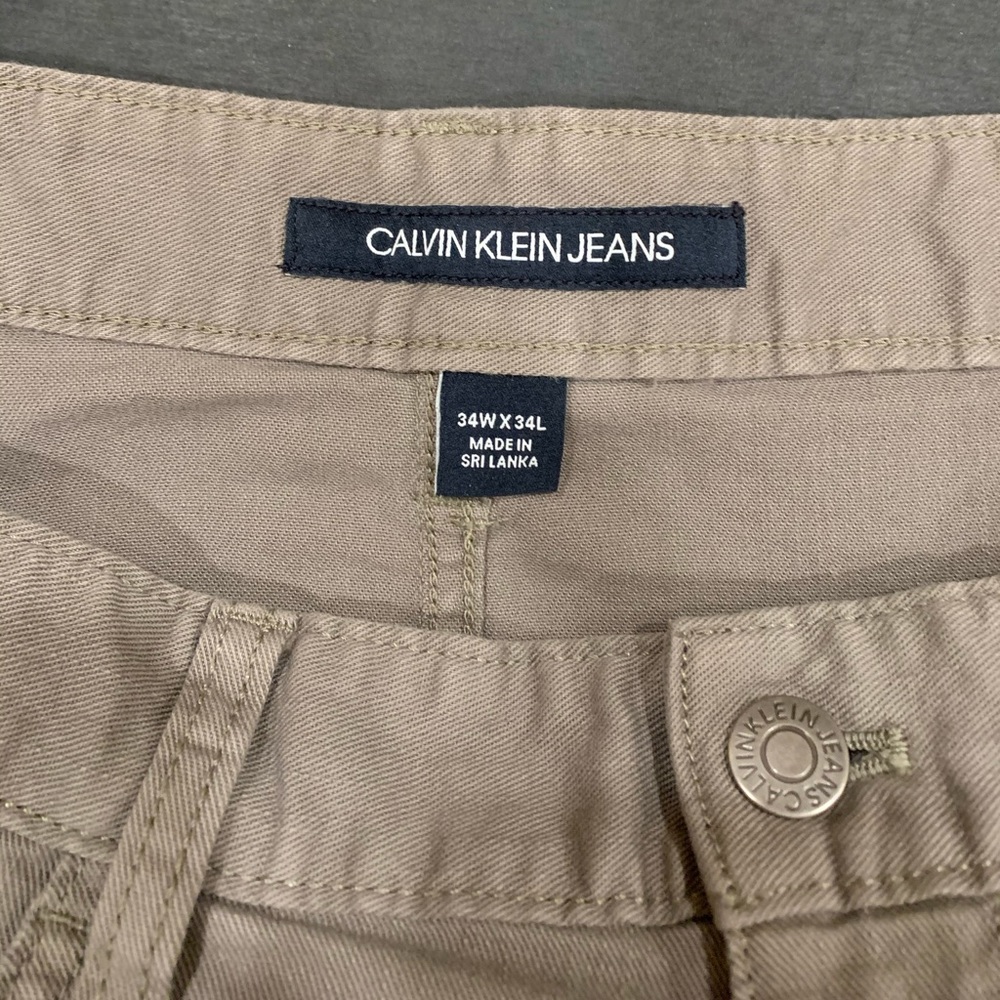 CALVIN KLEIN JEANS
34W X 34L
MADE IN
SRI LANKA
CALVIN KLEIN JEANS